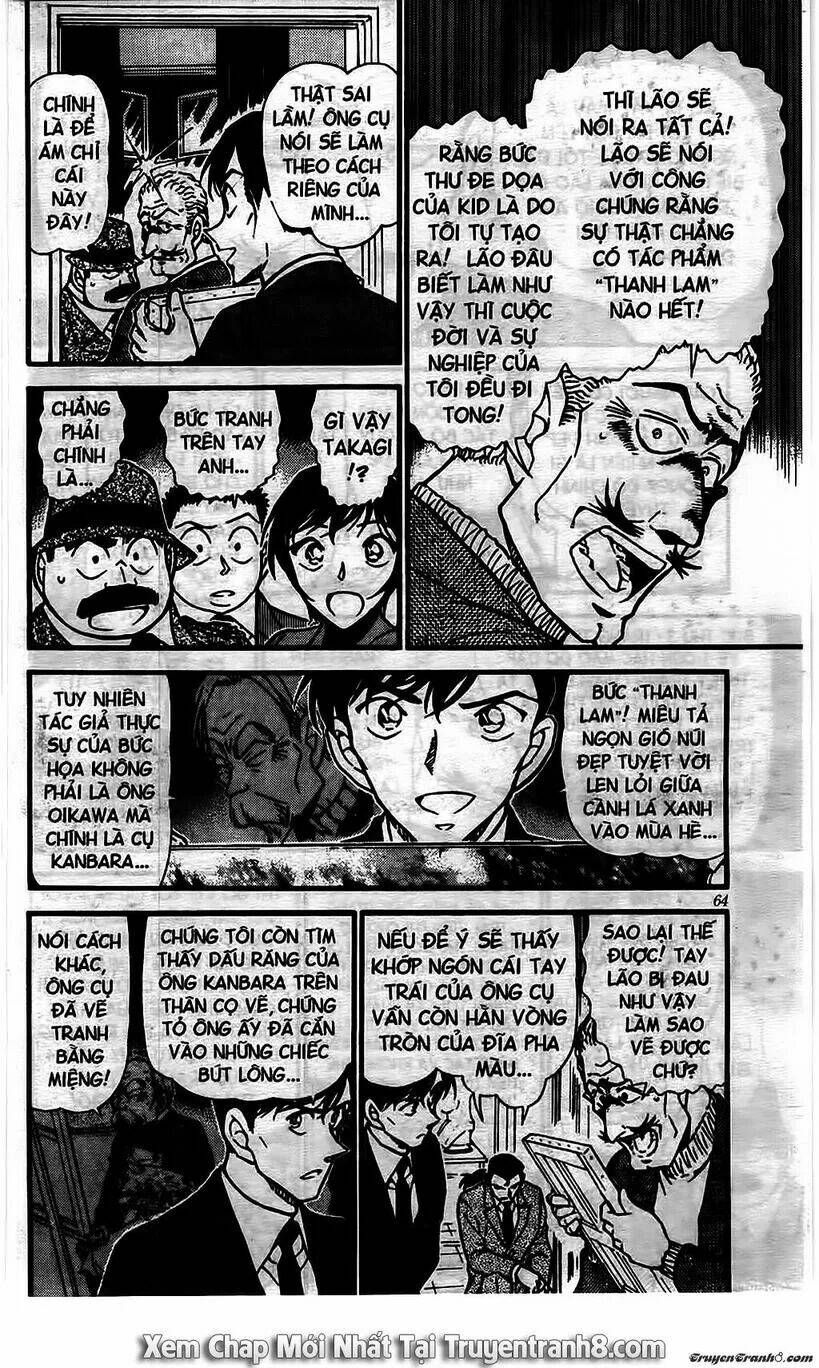 THÌ LÃO SẼ
NÓI RA TẤT CẢ!
LÃO SẼ NÓI
VỚI CÔNG
CHÚNG RẰNG
SỰ THẬT CHẲNG
CÓ TÁC PHẨM
"THANH LAM"
NÀO HẾT!
RẰNG BỨC
THƯ ĐE DỌA
CỦA KID LÀ DO
TÔI TỰ TẠO
RA! LÃO ĐÂU
BIẾT LÀM NHƯ
VẬY THÌ CUỘC
ĐỜI VÀ SỰ
NGHIỆP CỦA
TÔI ĐỀU ĐI
TONG!
THẬT SAI
LẦM! ÔNG CỤ
NÓI SẼ LÀM
THEO CÁCH
RIÊNG CỦA
MÌNH...
CHÍNH
LÀ ĐỂ
ÁM CHỈ
CÁI
NÀY
ĐÂY!
GÌ VẬY
TAKAGI
!?
BỨC TRANH
TRÊN TAY
ANH...
CHẲNG
PHẢI
CHÍNH
LÀ...
BỨC "THANH
LAM"! MIÊU TẢ
NGỌN GIÓ NÚI
ĐẸP TUYỆT VỜI
LEN LỎI GIỮA
CÀNH LÁ XANH
VÀO MÙA HÈ...
TUY NHIÊN
TÁC GIẢ THỰC
SỰ CỦA BỨC
HỌA KHÔNG
PHẢI LÀ ÔNG
OIKAWA MÀ
CHÍNH LÀ CỤ
KANBARA...
64
SAO LẠI THẾ
ĐƯỢC! TAY
LÃO BỊ ĐAU
NHƯ VẬY
LÀM SAO
VẼ ĐƯỢC
CHỨ?
NẾU ĐỂ Ý SẼ THẤY
KHỚP NGÓN CÁI TAY
TRÁI CỦA ÔNG CỤ
VẪN CÒN HẰN VÒNG
TRÒN CỦA ĐĨA PHA
MÀU...
CHÚNG TÔI CÒN TÌM
THẤY DẤU RĂNG CỦA
ÔNG KANBARA TRÊN
THÂN CỌ VẼ, CHỨNG
TỎ ÔNG ẤY ĐÃ CẮN
VÀO NHỮNG CHIẾC
BÚT LÔNG...
NÓI CÁCH
KHÁC,
ÔNG CỤ
ĐÃ VẼ
TRANH
BẰNG
MIỆNG!
Xem Chap Mới Nhất Tại Truyentranh8.com
TruyenTranh8.com